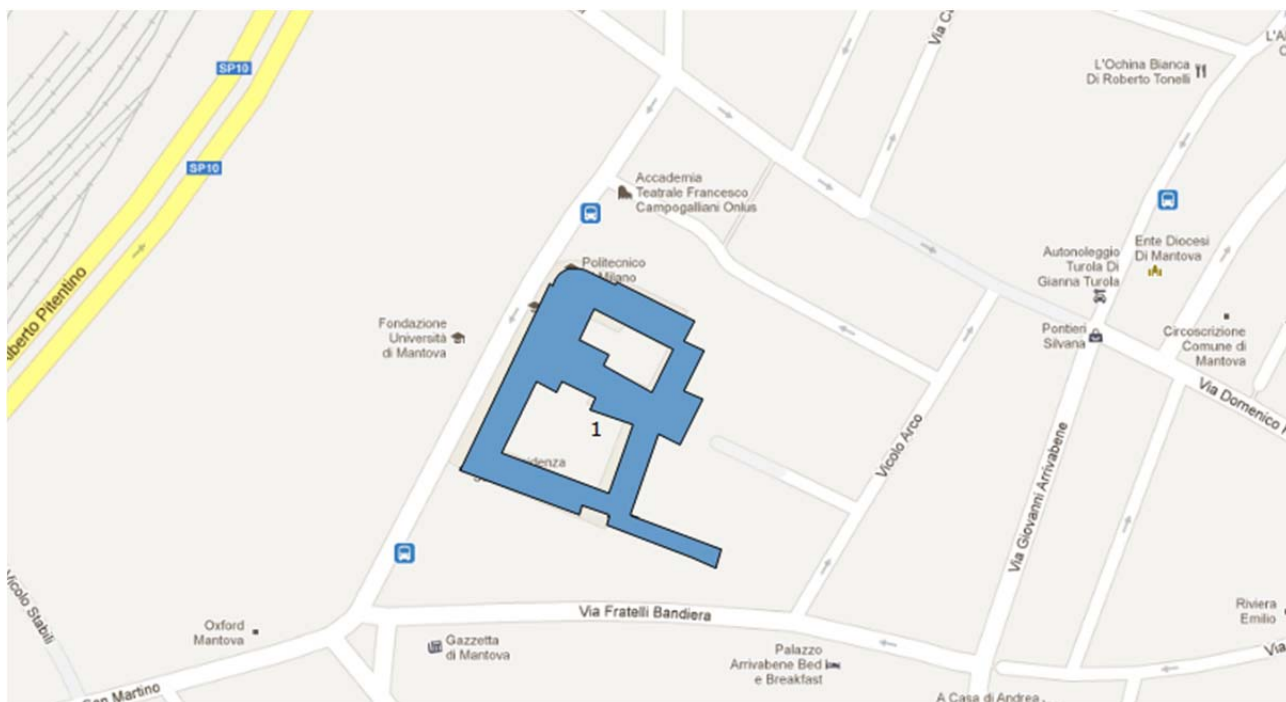 SP10
SP10
L'Ochina Bianca
Di Roberto Tonelli
Accademia
Teatrale Francesco
Campogalliani Onlus
Politecnico
Milano
Autonoleggio
Turola Di
Gianna Turola
Ente Diocesi
Di Mantova
Pontieri
Silvana
Circoscrizione
Comune di
Mantova
Fondazione
Università
di Mantova
Pitentino
Via Domenico
1
Vicolo Arco
Via Giovanni Arrivabene
Vicolo Stabili
Via Fratelli Bandiera
Oxford
Mantova
Gazzetta
di Mantova
Palazzo
Arrivabene Bed
e Breakfast
Riviera
Emilio
Via
San Martino
A Casa di Andrea